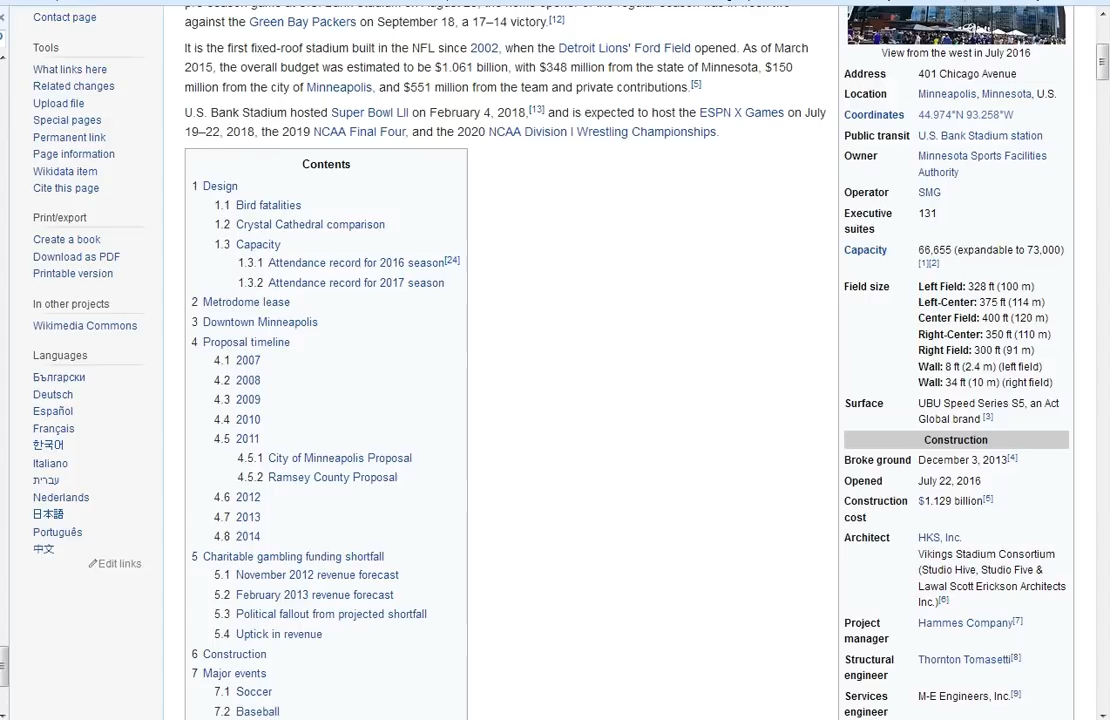 Contact page
Tools
What links here
Related changes
Upload file
Special pages
Permanent link
Page information
Wikidata item
Cite this page
Print/export
Create a book
Download as PDF
Printable version
In other projects
Wikimedia Commons
Languages
Български
Deutsch
Español
Français
한국어
Italiano
עברית
Nederlands
日本語
Português
中文
Edit links
against the Green Bay Packers on September 18, a 17–14 victory.[12]
It is the first fixed-roof stadium built in the NFL since 2002, when the Detroit Lions' Ford Field opened. As of March
2015, the overall budget was estimated to be $1.061 billion, with $348 million from the state of Minnesota, $150
million from the city of Minneapolis, and $551 million from the team and private contributions.[5]
U.S. Bank Stadium hosted Super Bowl LII on February 4, 2018,[13] and is expected to host the ESPN X Games on July
19–22, 2018, the 2019 NCAA Final Four, and the 2020 NCAA Division I Wrestling Championships.
Contents
1 Design
1.1 Bird fatalities
1.2 Crystal Cathedral comparison
1.3 Capacity
1.3.1 Attendance record for 2016 season[24]
1.3.2 Attendance record for 2017 season
2 Metrodome lease
3 Downtown Minneapolis
4 Proposal timeline
4.1 2007
4.2 2008
4.3 2009
4.4 2010
4.5 2011
4.5.1 City of Minneapolis Proposal
4.5.2 Ramsey County Proposal
4.6 2012
4.7 2013
4.8 2014
5 Charitable gambling funding shortfall
5.1 November 2012 revenue forecast
5.2 February 2013 revenue forecast
5.3 Political fallout from projected shortfall
5.4 Uptick in revenue
6 Construction
7 Major events
7.1 Soccer
7.2 Baseball
View from the west in July 2016
Address 401 Chicago Avenue
Location Minneapolis, Minnesota, U.S.
Coordinates 44.974°N 93.258°W
Public transit U.S. Bank Stadium station
Owner Minnesota Sports Facilities
Authority
Operator SMG
Executive 131
suites
Capacity 66,655 (expandable to 73,000)
[1][2]
Field size Left Field: 328 ft (100 m)
Left-Center: 375 ft (114 m)
Center Field: 400 ft (120 m)
Right-Center: 350 ft (110 m)
Right Field: 300 ft (91 m)
Wall: 8 ft (2.4 m) (left field)
Wall: 34 ft (10 m) (right field)
Surface UBU Speed Series S5, an Act
Global brand [3]
Construction
Broke ground December 3, 2013[4]
Opened July 22, 2016
Construction $1.129 billion[5]
cost
Architect HKS, Inc.
Vikings Stadium Consortium
(Studio Hive, Studio Five &
Lawal Scott Erickson Architects
Inc.)[6]
Project Hammes Company[7]
manager
Structural Thornton Tomasetti[8]
engineer
Services M-E Engineers, Inc.[9]
engineer